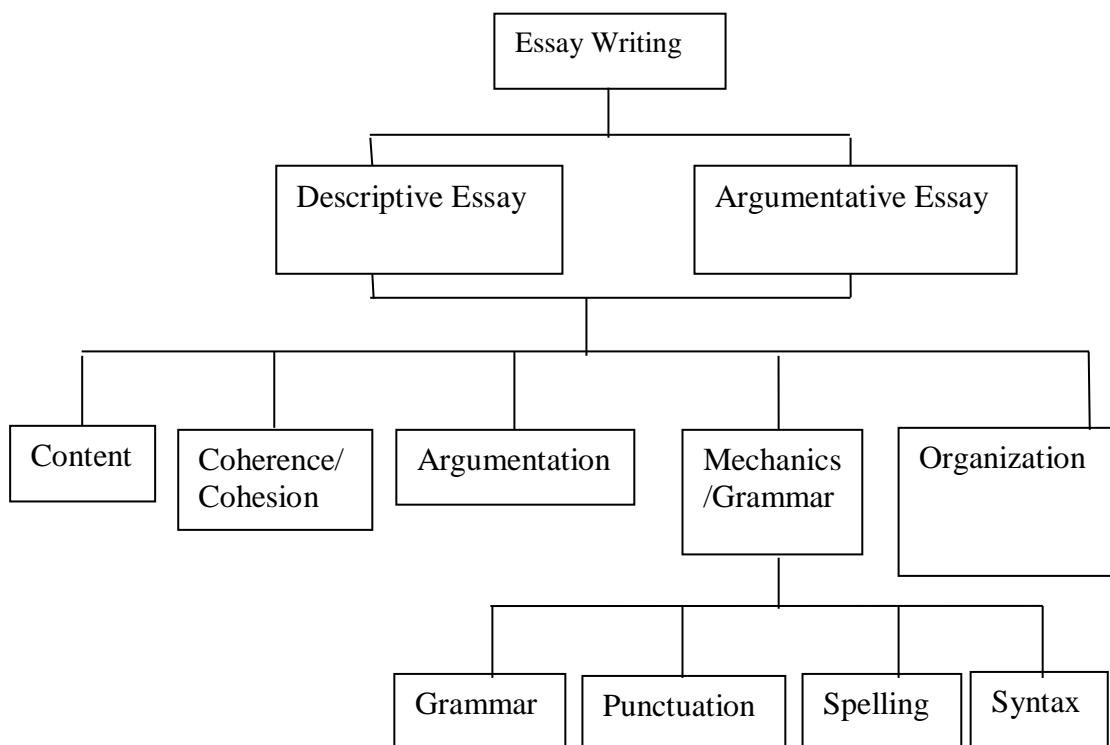 Essay Writing
Descriptive Essay
Argumentative Essay
Content
Coherence/
Cohesion
Argumentation
Mechanics
/Grammar
Organization
Grammar
Punctuation
Spelling
Syntax